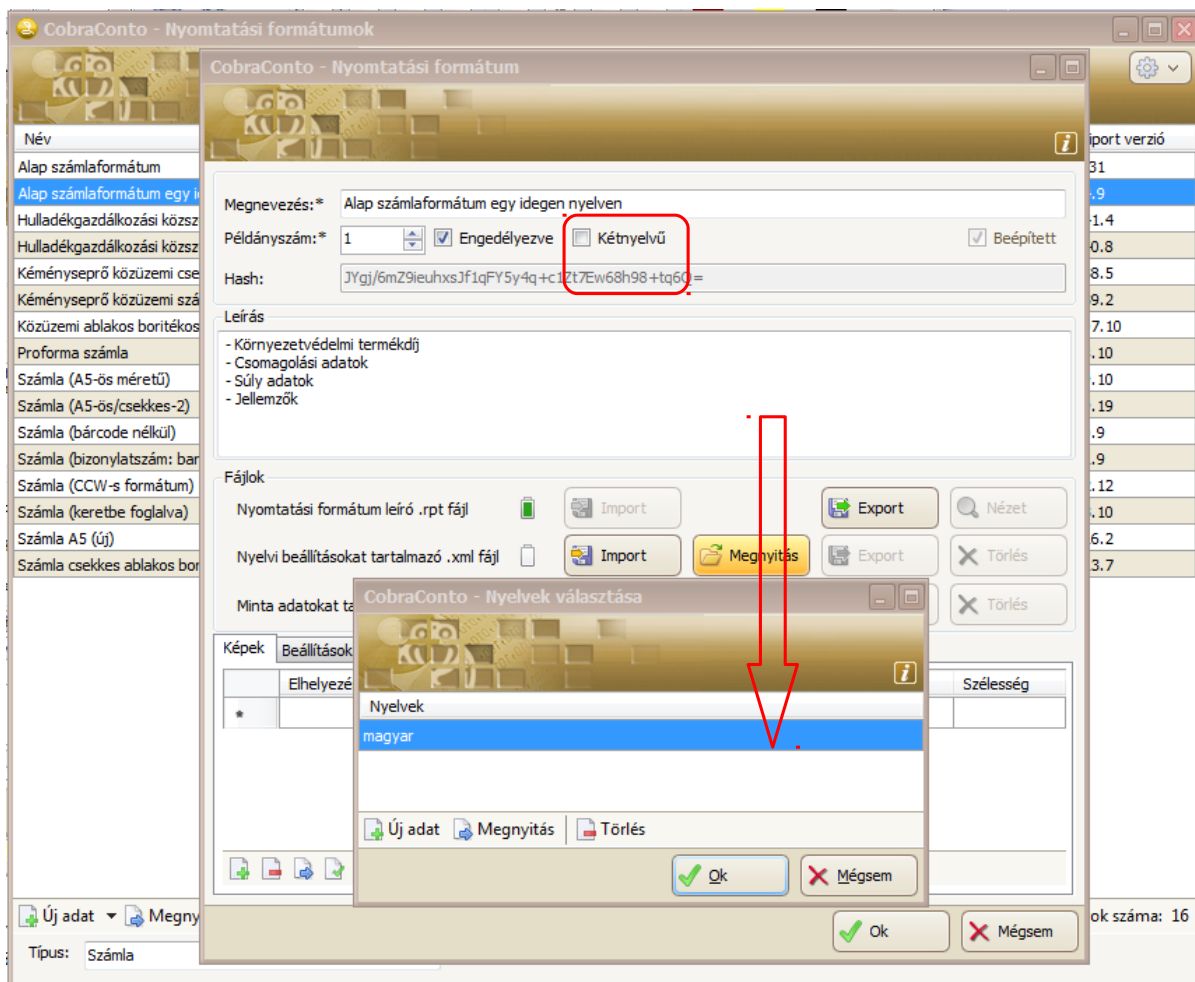 CobraConto - Nyomtatási formátumok
CobraConto - Nyomtatási formátum
Név
iport verzió
Alap számlaformátum
31
Alap számlaformátum egy i
.9
Hulladékgazdálkozási közsz
1.4
Hulladékgazdálkozási közsz
0.8
Kéményseprő közüzemi cse
8.5
Kéményseprő közüzemi szá
9.2
Közüzemi ablakos boritékos
7.10
Proforma számla
.10
Számla (A5-ös méretű)
.10
Számla (A5-ös/csekkes-2)
.19
Számla (bárcode nélkül)
.9
Számla (bizonylatszám: bar
.9
Számla (CCW-s formátum)
.12
Számla (keretbe foglalva)
.10
Számla A5 (új)
6.2
Számla csekkes ablakos bor
3.7
Megnevezés:* Alap számlaformátum egy idegen nyelven
Példányszám:* 1 Engedélyezve Kétnyelvű Beépített
Hash: JYgj/6mZ9ieuhxsJf1qFY5y4q+c1Zt7Ew68h98+tq6Q=
Leírás
- Környezetvédelmi termékdíj
- Csomagolási adatok
- Súly adatok
- Jellemzők
Fájlok
Nyomtatási formátum leíró .rpt fájl Import Export Nézet
Nyelvi beállításokat tartalmazó .xml fájl Import Megnyitás Export Törlés
Minta adatokat ta Törlés
Képek Beállítások
Elhelyezé Szélesség
*
CobraConto - Nyelvek választása
Nyelvek
magyar
Új adat Megnyitás Törlés
Ok Mégsem
Ok Mégsem
Új adat Megny
ok száma: 16
Típus: Számla